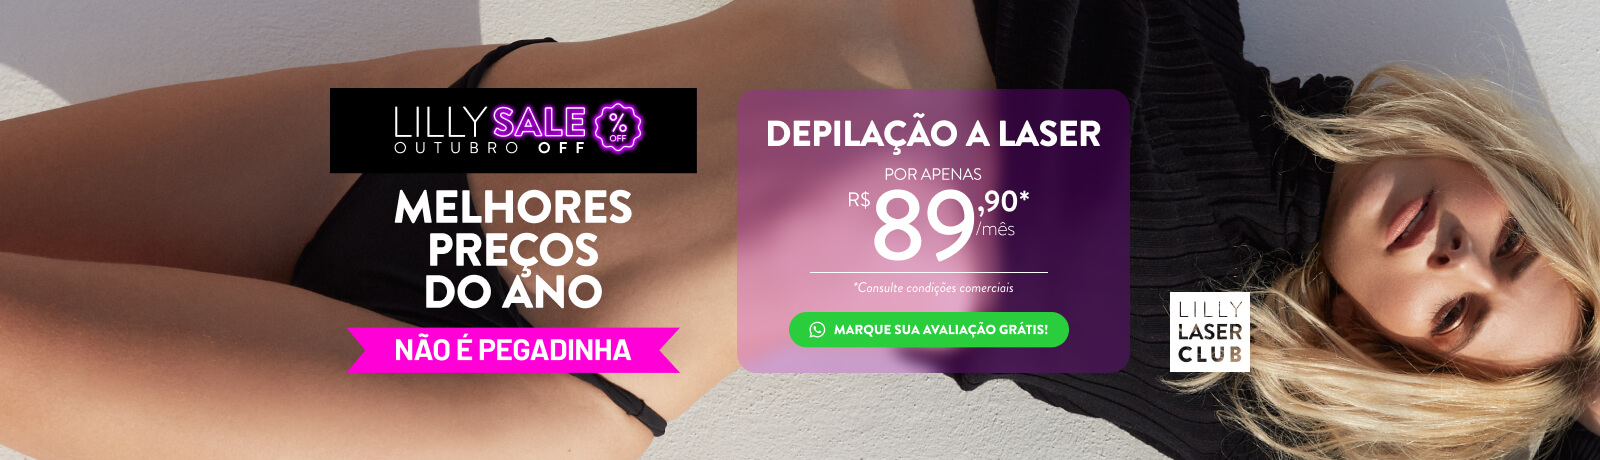 LILLY SALE % OFF
OUTUBRO OFF
MELHORES
PREÇOS
DO ANO
NÃO É PEGADINHA
DEPILAÇÃO A LASER
POR APENAS
R$ 89,90*
/mês
*Consulte condições comerciais
MARQUE SUA AVALIAÇÃO GRÁTIS!
LILLY
LASER
CLUB